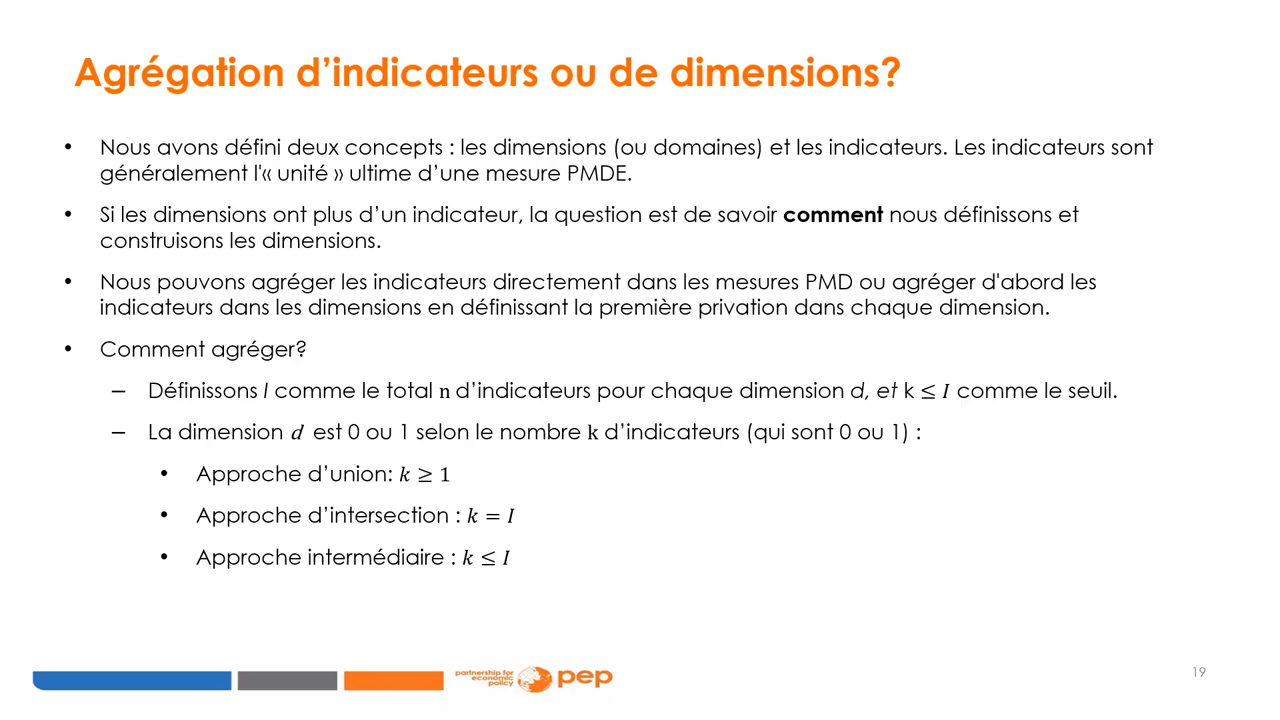 Agrégation d’indicateurs ou de dimensions?
• Nous avons défini deux concepts : les dimensions (ou domaines) et les indicateurs. Les indicateurs sont
généralement l'« unité » ultime d’une mesure PMDE.
• Si les dimensions ont plus d’un indicateur, la question est de savoir comment nous définissons et
construisons les dimensions.
• Nous pouvons agréger les indicateurs directement dans les mesures PMD ou agréger d'abord les
indicateurs dans les dimensions en définissant la première privation dans chaque dimension.
• Comment agréger?
– Définissons I comme le total n d’indicateurs pour chaque dimension d, et k ≤ I comme le seuil.
– La dimension d est 0 ou 1 selon le nombre k d’indicateurs (qui sont 0 ou 1) :
• Approche d’union: k ≥ 1
• Approche d’intersection : k = I
• Approche intermédiaire : k ≤ I
partnership for
economic
policy
pep
19